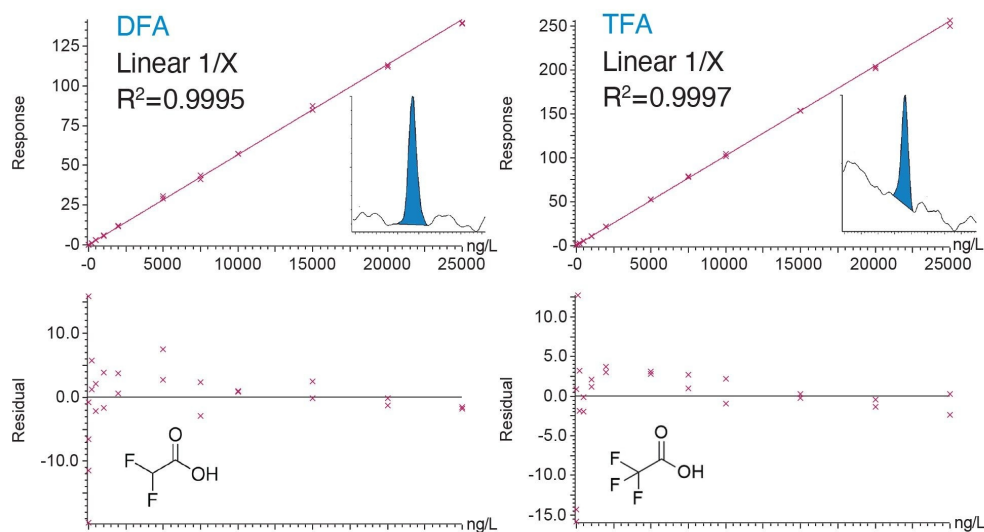 DFA
Linear 1/X
R²=0.9995
Response
125
100
75
50
25
-0
-0
5000
10000
15000
20000
25000
ng/L
TFA
Linear 1/X
R²=0.9997
Response
250
200
150
100
50
-0
-0
5000
10000
15000
20000
25000
ng/L
Residual
10.0
0.0
-10.0
F
F
O
OH
ng/L
Residual
10.0
5.0
0.0
-5.0
-10.0
-15.0
F
F
F
O
OH
ng/L